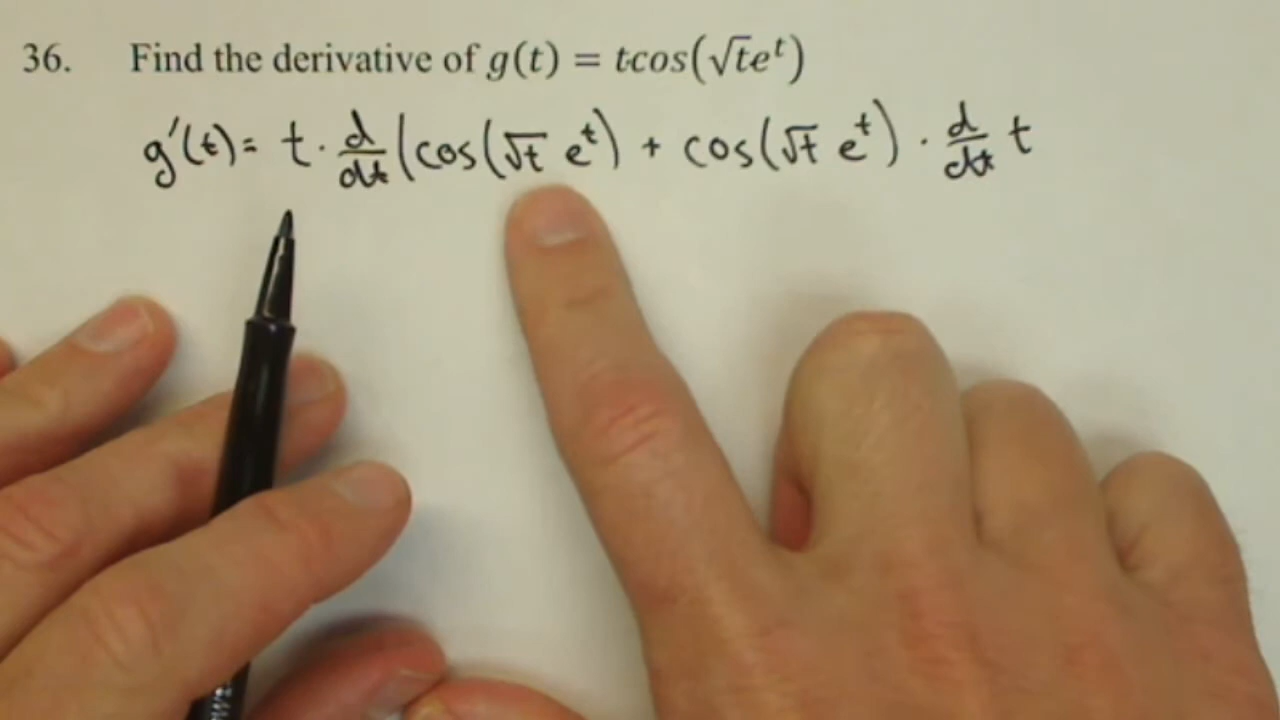 36. Find the derivative of g(t) = tcos(√te^t)
g'(t) = t · d/dt (cos(√t e^t) + cos(√t e^t) · d/dt t